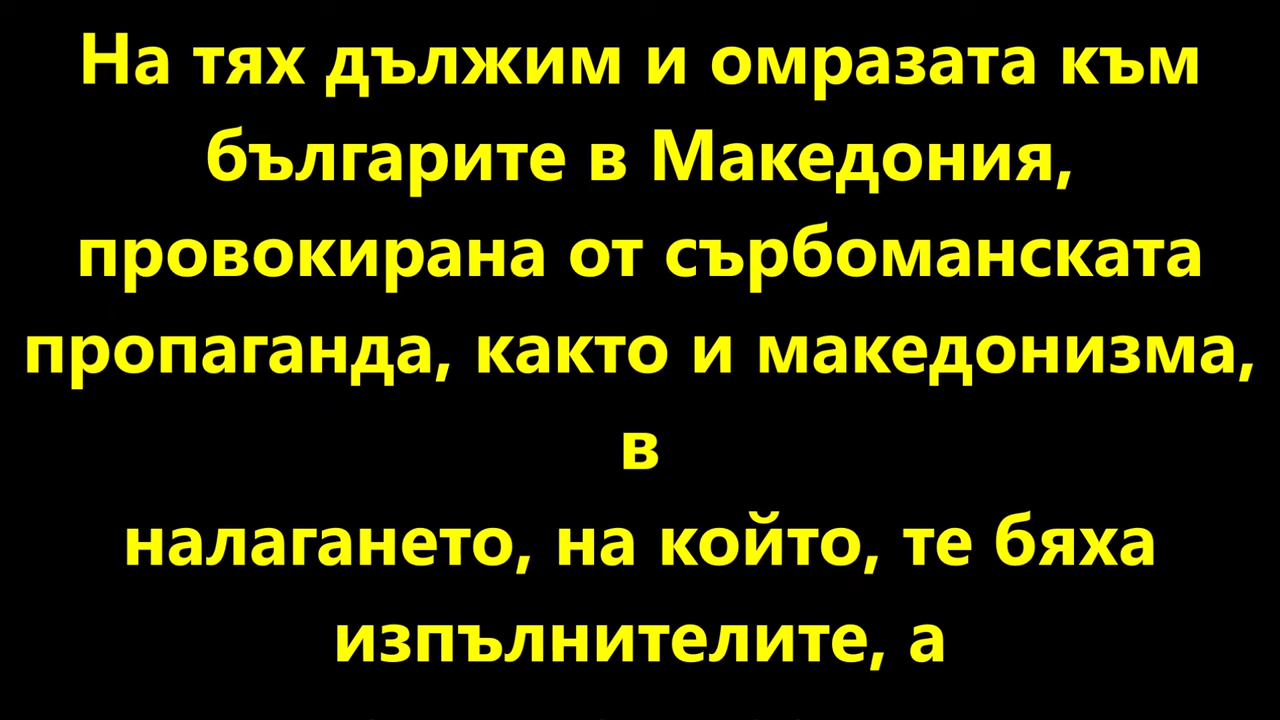 На тях дължим и омразата към
българите в Македония,
провокирана от сърбоманската
пропаганда, както и македонизма,
в
налагането, на който, те бяха
изпълнителите, а